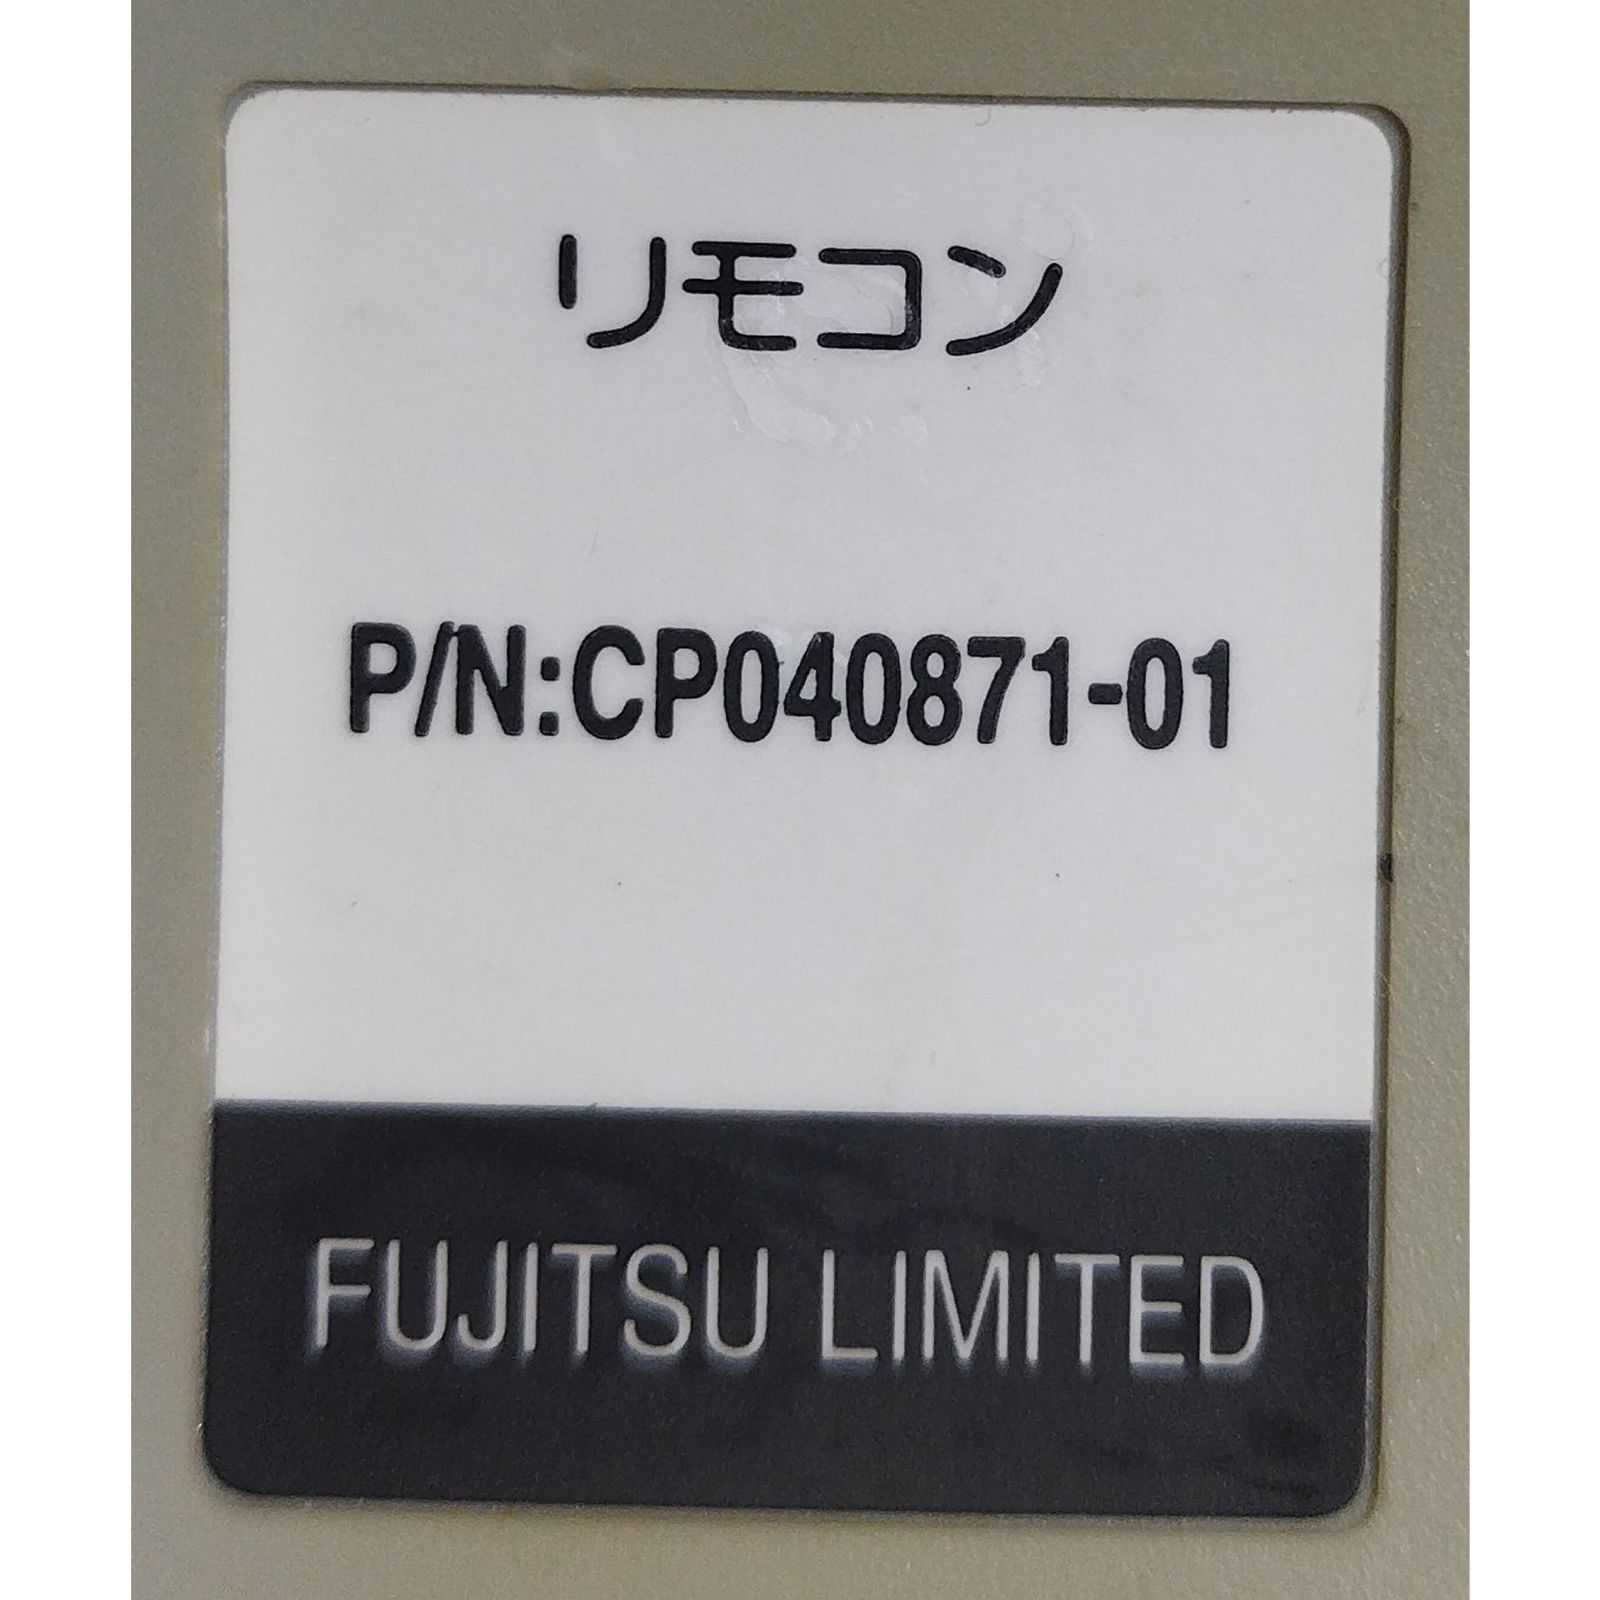 リモコン
P/N:CP040871-01
FUJITSU LIMITED